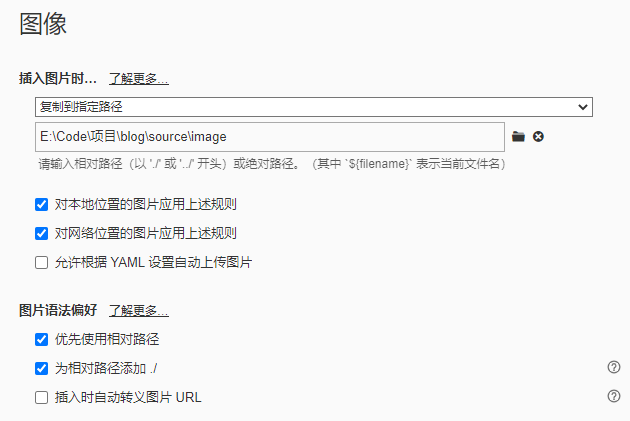 图像
插入图片时... 了解更多...
复制到指定路径
E:\Code\项目\blog\source\image
请输入相对路径（以 './' 或 '../' 开头）或绝对路径。（其中 `${filename}` 表示当前文件名）
对本地位置的图片应用上述规则
对网络位置的图片应用上述规则
允许根据 YAML 设置自动上传图片
图片语法偏好 了解更多...
优先使用相对路径
为相对路径添加 ./
插入时自动转义图片 URL